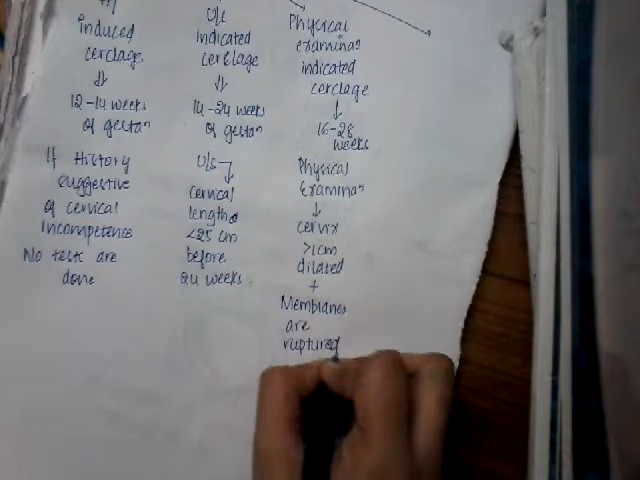 induced
cerclage
⇓
12-14 weeks
of gestan
If History
suggestive
of cervical
Incompetence
No test are
done
U/S
Indicated
cerclage
⇓
14-24 weeks
of gestan
U/S
↓
cervical
length
<25 cm
before
24 weeks.
Physical
examinan
indicated
cerclage
↓
16-28
weeks
Physical
Examinan
↓
cervix
>1cm
dilated
+
Membranes
are
ruptured